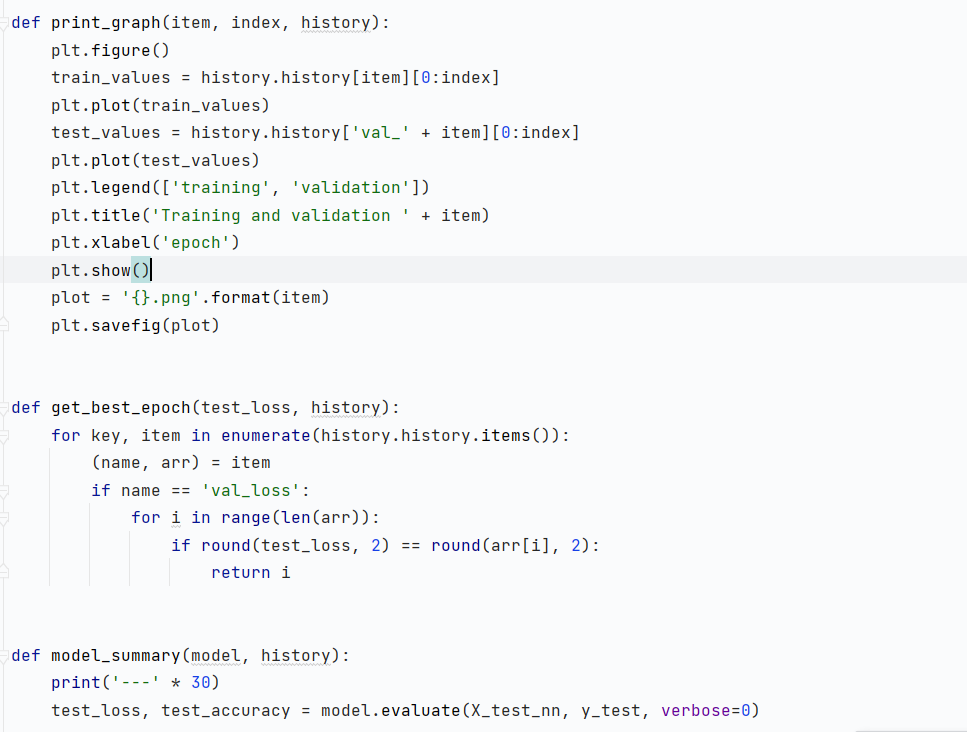 def print_graph(item, index, history):
    plt.figure()
    train_values = history.history[item][0:index]
    plt.plot(train_values)
    test_values = history.history['val_' + item][0:index]
    plt.plot(test_values)
    plt.legend(['training', 'validation'])
    plt.title('Training and validation ' + item)
    plt.xlabel('epoch')
    plt.show()
    plot = '{}.png'.format(item)
    plt.savefig(plot)
def get_best_epoch(test_loss, history):
    for key, item in enumerate(history.history.items()):
        (name, arr) = item
        if name == 'val_loss':
            for i in range(len(arr)):
                if round(test_loss, 2) == round(arr[i], 2):
                    return i
def model_summary(model, history):
    print('---' * 30)
    test_loss, test_accuracy = model.evaluate(X_test_nn, y_test, verbose=0)